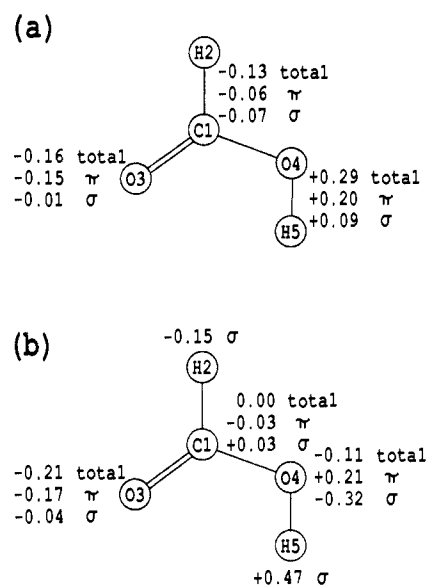 (a)
H2
-0.13 total
-0.06 π
-0.07 σ
C1
-0.16 total
-0.15 π
-0.01 σ
O3
O4
+0.29 total
+0.20 π
+0.09 σ
H5
(b)
-0.15 σ
H2
0.00 total
-0.03 π
+0.03 σ
C1
-0.21 total
-0.17 π
-0.04 σ
O3
O4
-0.11 total
+0.21 π
-0.32 σ
H5
+0.47 σ